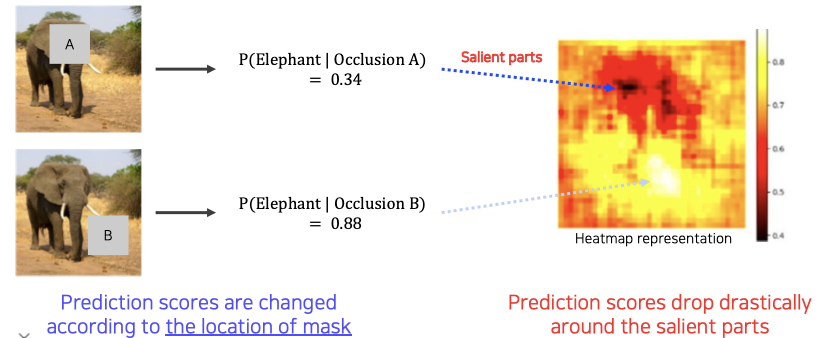 A
P(Elephant | Occlusion A)
= 0.34
Salient parts
B
P(Elephant | Occlusion B)
= 0.88
0.8
0.7
0.6
0.5
0.4
Heatmap representation
Prediction scores are changed
according to the location of mask
Prediction scores drop drastically
around the salient parts